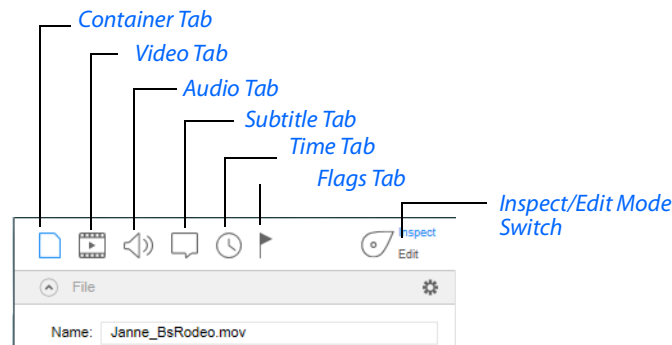 Container Tab
Video Tab
Audio Tab
Subtitle Tab
Time Tab
Flags Tab
Inspect/Edit Mode
Switch
Inspect
Edit
File
Name: Janne_BsRodeo.mov